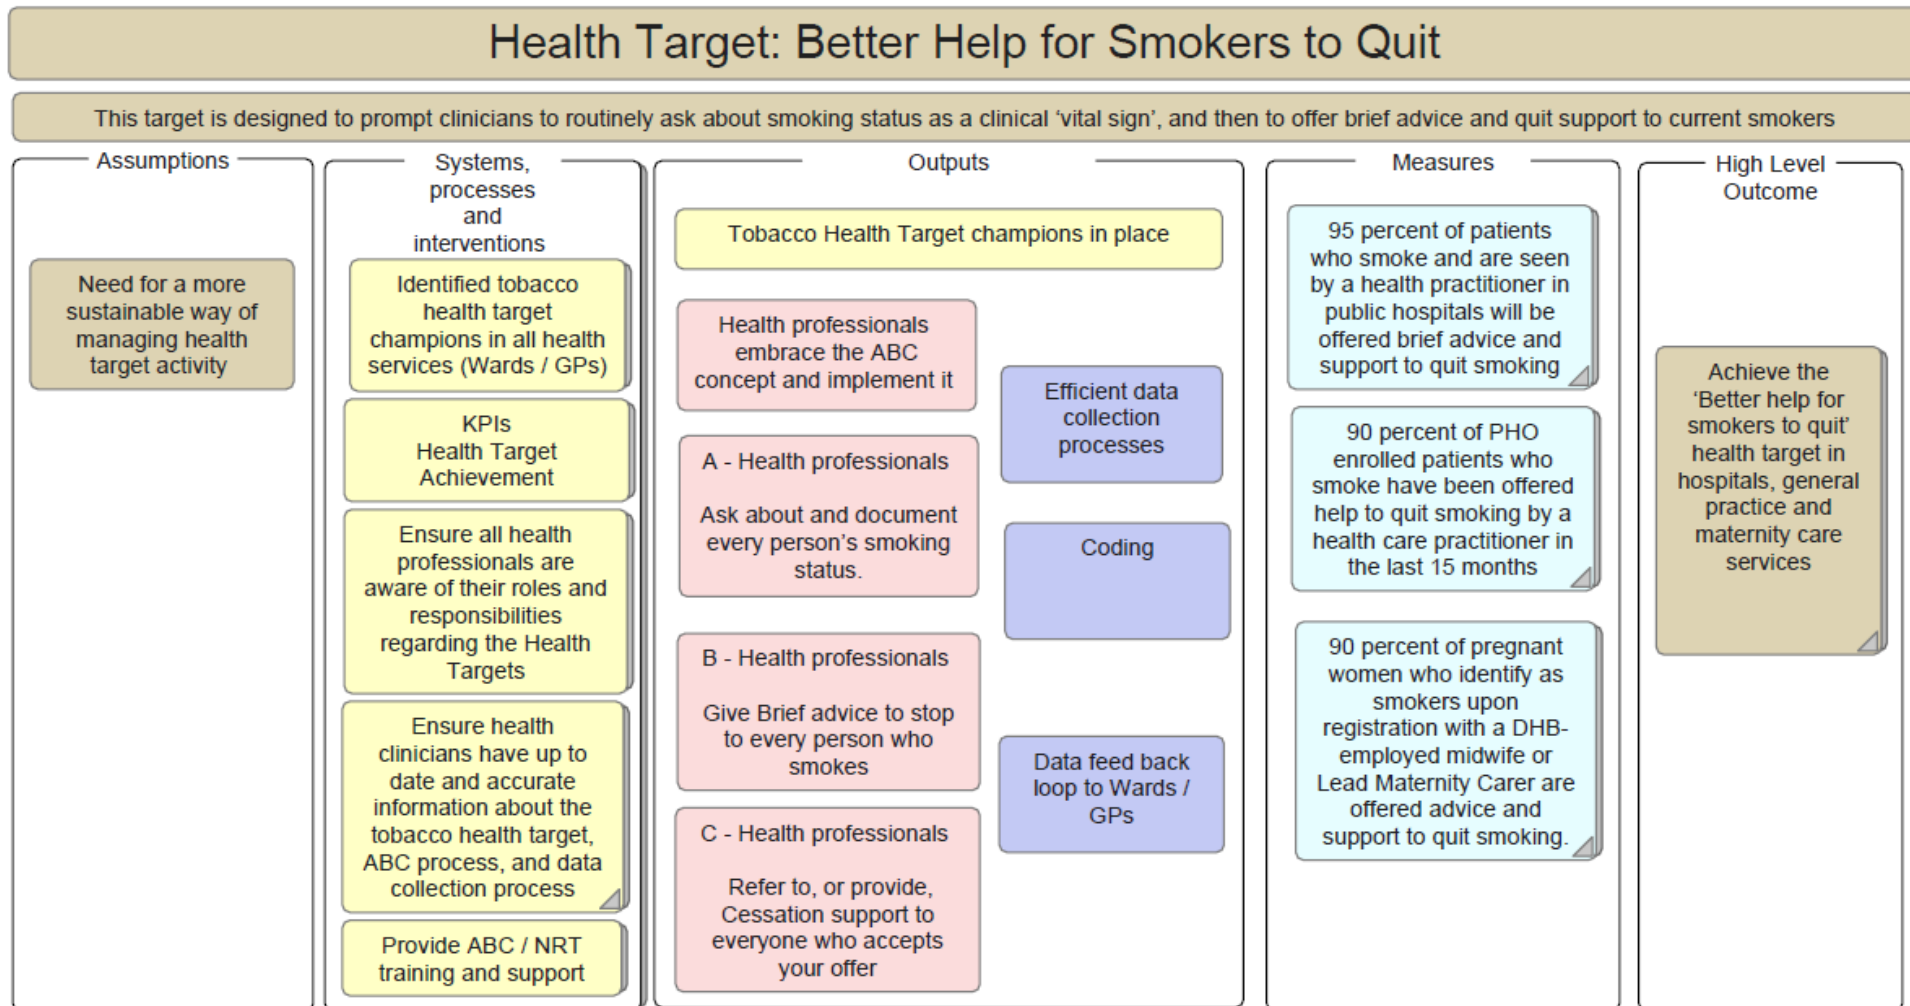 Health Target: Better Help for Smokers to Quit
This target is designed to prompt clinicians to routinely ask about smoking status as a clinical ‘vital sign’, and then to offer brief advice and quit support to current smokers
Assumptions
Need for a more
sustainable way of
managing health
target activity
Systems,
processes
and
interventions
Identified tobacco
health target
champions in all health
services (Wards / GPs)
KPIs
Health Target
Achievement
Ensure all health
professionals are
aware of their roles and
responsibilities
regarding the Health
Targets
Ensure health
clinicians have up to
date and accurate
information about the
tobacco health target,
ABC process, and data
collection process
Provide ABC / NRT
training and support
Outputs
Tobacco Health Target champions in place
Health professionals
embrace the ABC
concept and implement it
A - Health professionals
Ask about and document
every person’s smoking
status.
B - Health professionals
Give Brief advice to stop
to every person who
smokes
C - Health professionals
Refer to, or provide,
Cessation support to
everyone who accepts
your offer
Efficient data
collection
processes
Coding
Data feed back
loop to Wards /
GPs
Measures
95 percent of patients
who smoke and are seen
by a health practitioner in
public hospitals will be
offered brief advice and
support to quit smoking
90 percent of PHO
enrolled patients who
smoke have been offered
help to quit smoking by a
health care practitioner in
the last 15 months
90 percent of pregnant
women who identify as
smokers upon
registration with a DHB-
employed midwife or
Lead Maternity Carer are
offered advice and
support to quit smoking.
High Level
Outcome
Achieve the
‘Better help for
smokers to quit’
health target in
hospitals, general
practice and
maternity care
services